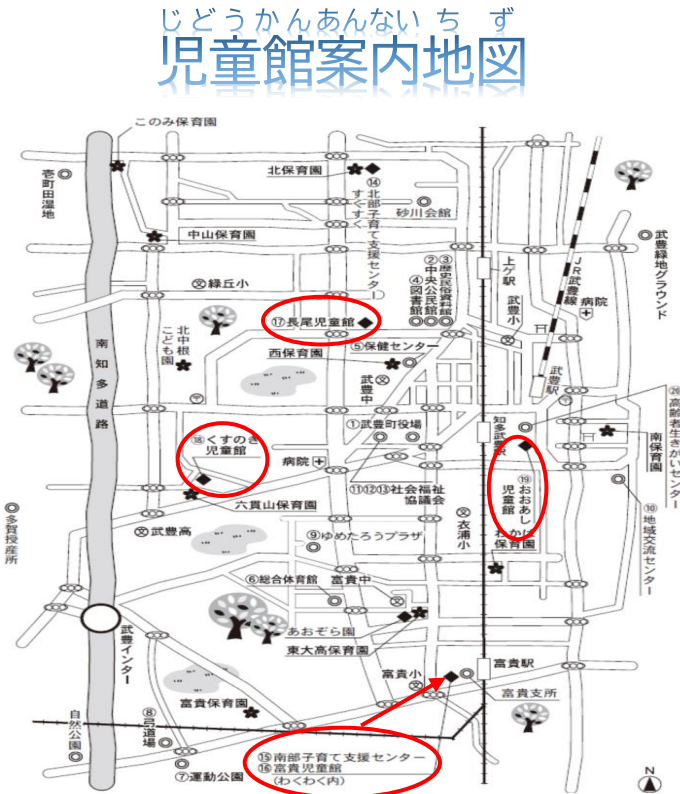 じどうかんあんないちず
児童館案内地図
このみ保育園
壱町田湿地
北保育園
⑭北部子育て支援センター
すくすく
砂川会館
中山保育園
②中央公民館
③歴史民俗資料館
④図書館
上ゲ駅
武豊小
JR武豊線
病院
武豊緑地グラウンド
緑丘小
⑰長尾児童館
北中根こども園
西保育園
⑤保健センター
武豊中
武豊駅
南知多道路
⑱くすのき
児童館
①武豊町役場
知多武豊駅
⑳高齢者生きがいセンター
南保育園
病院
⑪⑫⑬社会福祉
協議会
⑲おおあし
児童館
六貫山保育園
武豊高
衣浦小
わかば
保育園
⑩地域交流センター
多賀授産所
⑨ゆめたろうプラザ
⑥総合体育館
富貴中
あおぞら園
東大高保育園
武豊インター
富貴小
富貴駅
富貴支所
富貴保育園
自然公園
⑧弓道場
⑦運動公園
⑮南部子育て支援センター
⑯富貴児童館
(わくわく内)
N